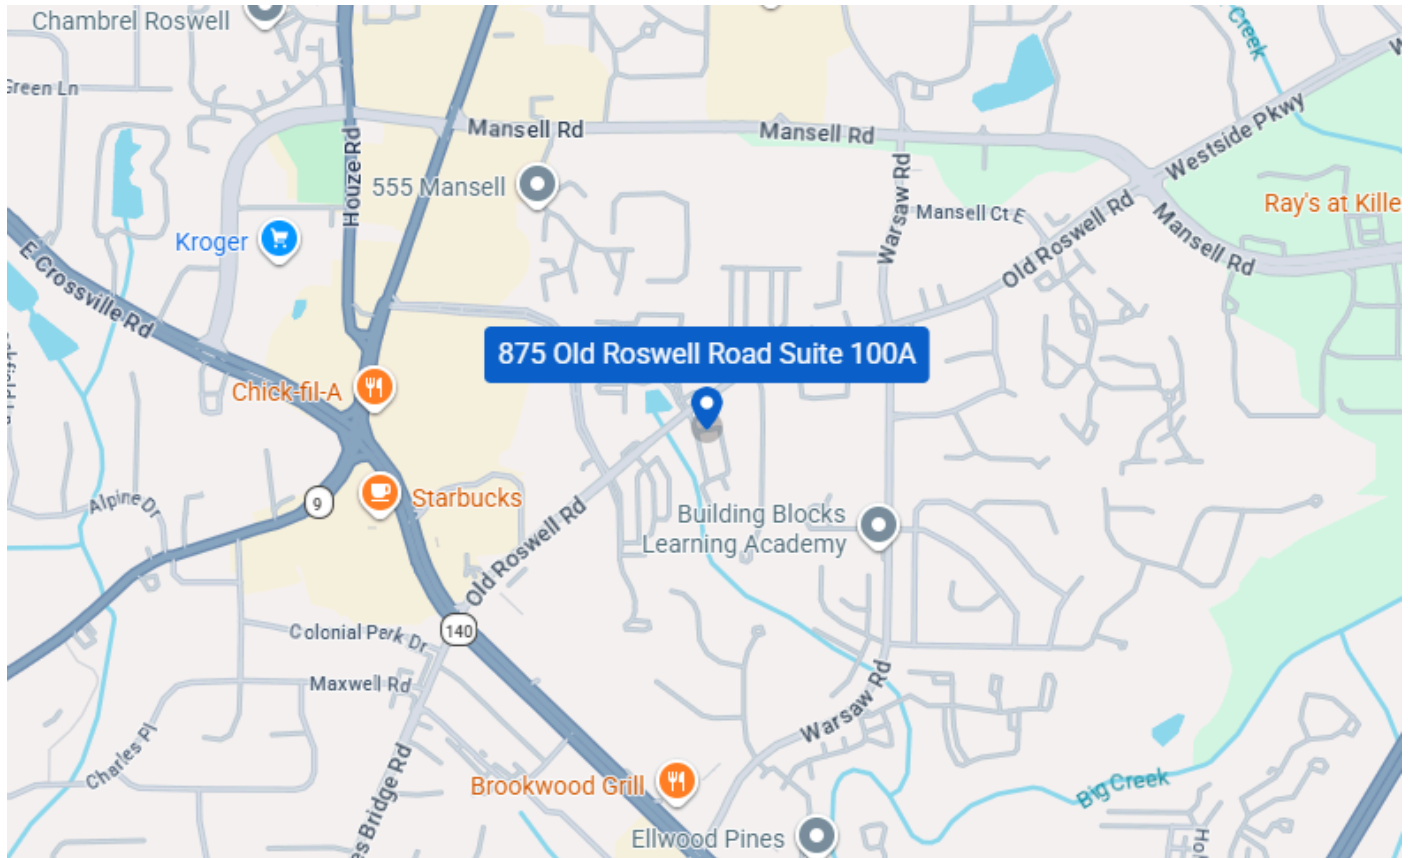 Chambrel Roswell
Creek
Green Ln
Houze Rd
Mansell Rd
Mansell Rd
Westside Pkwy
555 Mansell
Warsaw Rd
Mansell Ct E
Old Roswell Rd
Mansell Rd
Ray's at Kille
Kroger
E Crossville Rd
875 Old Roswell Road Suite 100A
Chick-fil-A
Starbucks
9
Alpine Dr
Old Roswell Rd
Building Blocks
Learning Academy
140
Colonial Park Dr
Maxwell Rd
Warsaw Rd
Charles Pl
es Bridge Rd
Brookwood Grill
Big Creek
Ellwood Pines